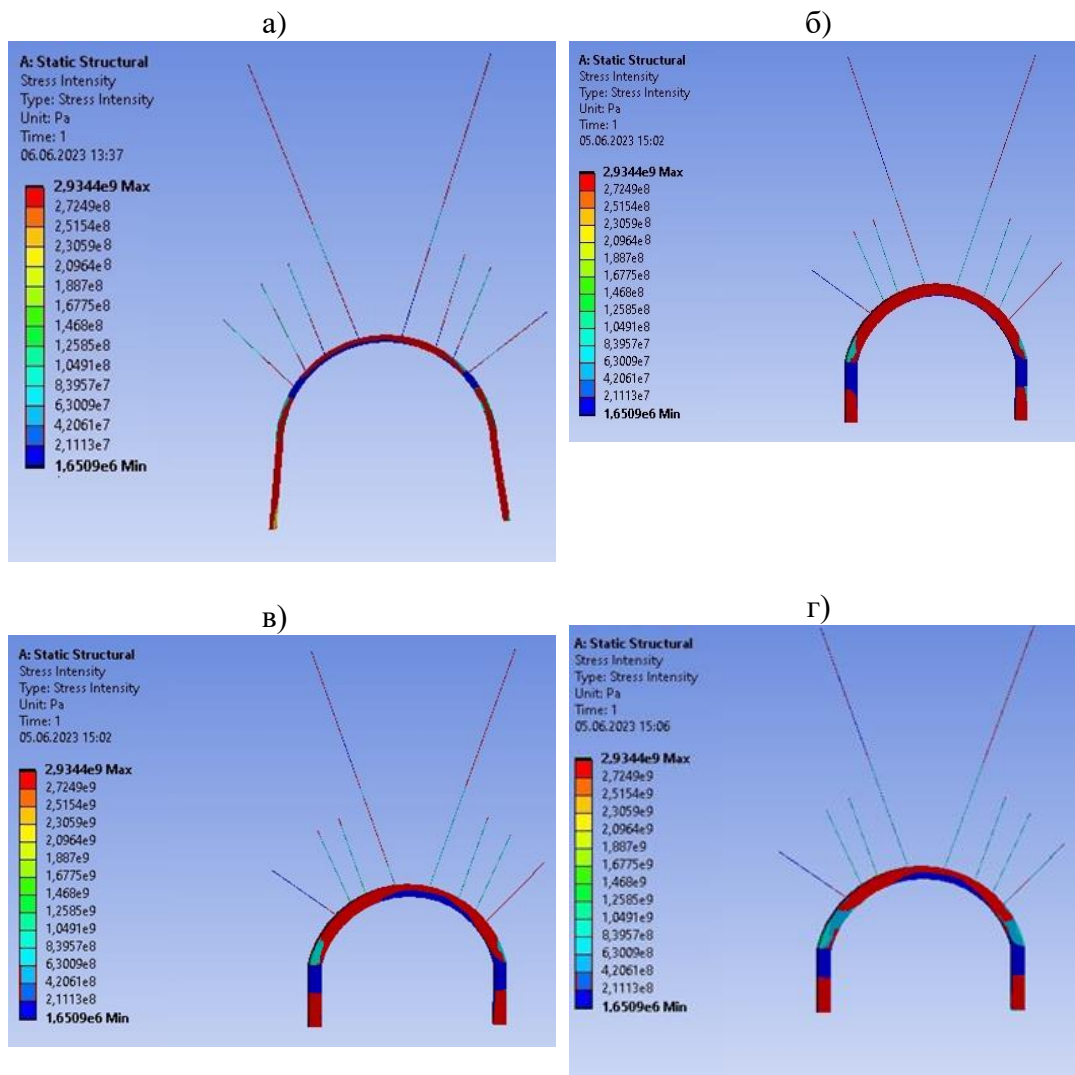 а)
A: Static Structural
Stress Intensity
Type: Stress Intensity
Unit: Pa
Time: 1
06.06.2023 13:37
2,9344e9 Max
2,7249e8
2,5154e8
2,3059e8
2,0964e8
1,887e8
1,6775e8
1,468e8
1,2585e8
1,0491e8
8,3957e7
6,3009e7
4,2061e7
2,1113e7
1,6509e6 Min
б)
A: Static Structural
Stress Intensity
Type: Stress Intensity
Unit: Pa
Time: 1
05.06.2023 15:02
2,9344e9 Max
2,7249e8
2,5154e8
2,3059e8
2,0964e8
1,887e8
1,6775e8
1,468e8
1,2585e8
1,0491e8
8,3957e7
6,3009e7
4,2061e7
2,1113e7
1,6509e6 Min
в)
A: Static Structural
Stress Intensity
Type: Stress Intensity
Unit: Pa
Time: 1
05.06.2023 15:02
2,9344e9 Max
2,7249e9
2,5154e9
2,3059e9
2,0964e9
1,887e9
1,6775e9
1,468e9
1,2585e9
1,0491e9
8,3957e8
6,3009e8
4,2061e8
2,1113e8
1,6509e6 Min
г)
A: Static Structural
Stress Intensity
Type: Stress Intensity
Unit: Pa
Time: 1
05.06.2023 15:06
2,9344e9 Max
2,7249e9
2,5154e9
2,3059e9
2,0964e9
1,887e9
1,6775e9
1,468e9
1,2585e9
1,0491e9
8,3957e8
6,3009e8
4,2061e8
2,1113e8
1,6509e6 Min